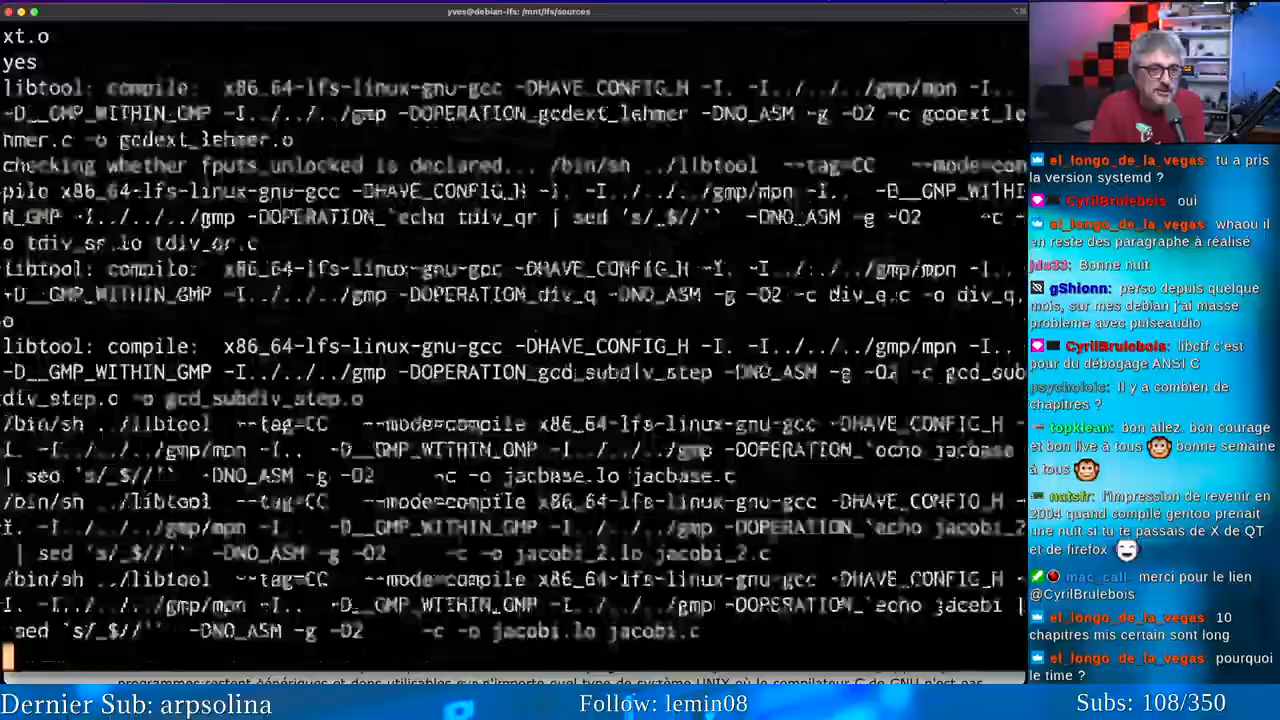 yves@debian-lfs: /mnt/lfs/sources
xt.o
yes
libtool: compile:  x86_64-lfs-linux-gnu-gcc -DHAVE_CONFIG_H -I. -I../../../gmp/mpn -I..
-D__GMP_WITHIN_GMP -I../../../gmp -DOPERATION_gcdext_lehmer -DNO_ASM -g -O2 -c gcdext_le
hmer.c -o gcdext_lehmer.o
checking whether fputs_unlocked is declared... /bin/sh ../libtool  --tag=CC   --mode=com
pile x86_64-lfs-linux-gnu-gcc -DHAVE_CONFIG_H -I. -I../../../gmp/mpn -I..  -D__GMP_WITHI
N_GMP -I../../../gmp -DOPERATION_`echo tdiv_qr | sed 's/_$//'`  -DNO_ASM -g -O2   -c -
o tdiv_qr.lo tdiv_qr.c
libtool: compile:  x86_64-lfs-linux-gnu-gcc -DHAVE_CONFIG_H -I. -I../../../gmp/mpn -I..
-D__GMP_WITHIN_GMP -I../../../gmp -DOPERATION_div_q -DNO_ASM -g -O2 -c div_q.c -o div_q.
o
libtool: compile:  x86_64-lfs-linux-gnu-gcc -DHAVE_CONFIG_H -I. -I../../../gmp/mpn -I..
-D__GMP_WITHIN_GMP -I../../../gmp -DOPERATION_gcd_subdiv_step -DNO_ASM -g -O2 -c gcd_sub
div_step.c -o gcd_subdiv_step.o
/bin/sh ../libtool  --tag=CC   --mode=compile x86_64-lfs-linux-gnu-gcc -DHAVE_CONFIG_H -
I. -I../../../gmp/mpn -I..  -D__GMP_WITHIN_GMP -I../../../gmp -DOPERATION_`echo jacbase
| sed 's/_$//'`  -DNO_ASM -g -O2   -c -o jacbase.lo jacbase.c
/bin/sh ../libtool  --tag=CC   --mode=compile x86_64-lfs-linux-gnu-gcc -DHAVE_CONFIG_H -
I. -I../../../gmp/mpn -I..  -D__GMP_WITHIN_GMP -I../../../gmp -DOPERATION_`echo jacobi_2
| sed 's/_$//'`  -DNO_ASM -g -O2   -c -o jacobi_2.lo jacobi_2.c
/bin/sh ../libtool  --tag=CC   --mode=compile x86_64-lfs-linux-gnu-gcc -DHAVE_CONFIG_H -
I. -I../../../gmp/mpn -I..  -D__GMP_WITHIN_GMP -I../../../gmp -DOPERATION_`echo jacobi |
sed 's/_$//'`  -DNO_ASM -g -O2   -c -o jacobi.lo jacobi.c
el_longo_de_la_vegas: tu a pris
la version systemd ?
CyrilBrulebois: oui
el_longo_de_la_vegas: whaou il
en reste des paragraphe à réalisé
jds33: Bonne nuit
gShionn: perso depuis quelque
mois, sur mes debian j'ai masse
probleme avec pulseaudio
CyrilBrulebois: libctf c'est
pour du débogage ANSI C
psycholoic: Il y a combien de
chapitres ?
topklean: bon allez. bon courage
et bon live à tous bonne semaine
à tous
natsir: l'impression de revenir en
2004 quand compilé gentoo prenait
une nuit si tu te passais de X de QT
et de firefox
mac_call: merci pour le lien
@CyrilBrulebois
el_longo_de_la_vegas: 10
chapitres mis certain sont long
el_longo_de_la_vegas: pourquoi
le time ?
Dernier Sub: arpsolina
Follow: lemin08
Subs: 108/350